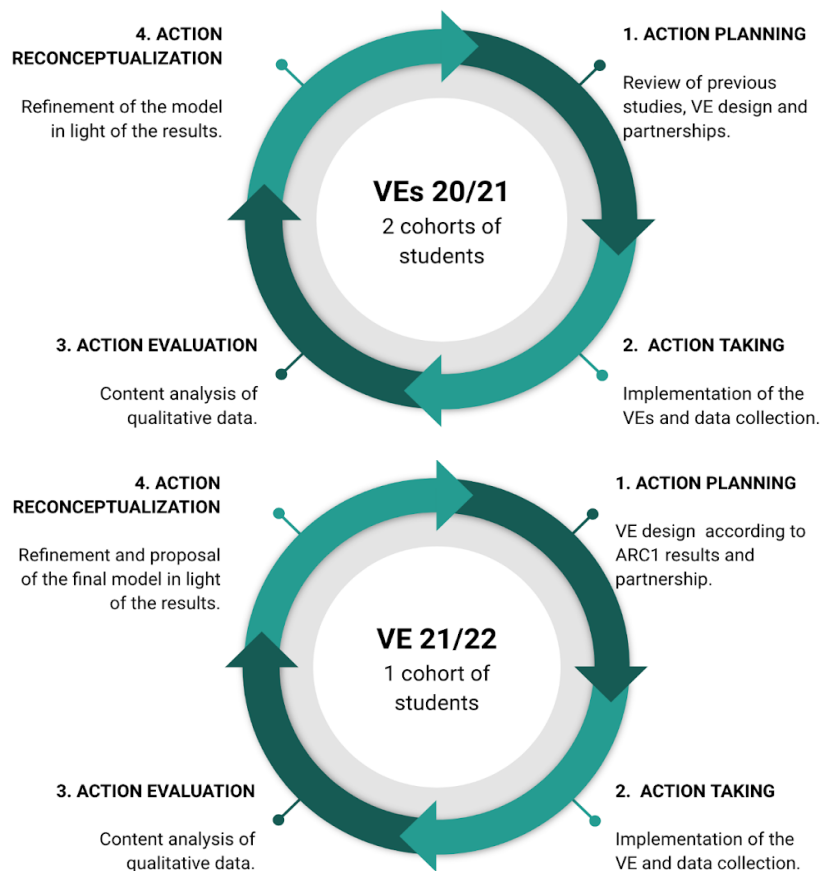 4. ACTION
RECONCEPTUALIZATION
Refinement of the model
in light of the results.
1. ACTION PLANNING
Review of previous
studies, VE design and
partnerships.
VEs 20/21
2 cohorts of
students
3. ACTION EVALUATION
Content analysis of
qualitative data.
2. ACTION TAKING
Implementation of the
VEs and data collection.
4. ACTION
RECONCEPTUALIZATION
Refinement and proposal
of the final model in light
of the results.
1. ACTION PLANNING
VE design according to
ARC1 results and
partnership.
VE 21/22
1 cohort of
students
3. ACTION EVALUATION
Content analysis of
qualitative data.
2. ACTION TAKING
Implementation of the
VE and data collection.